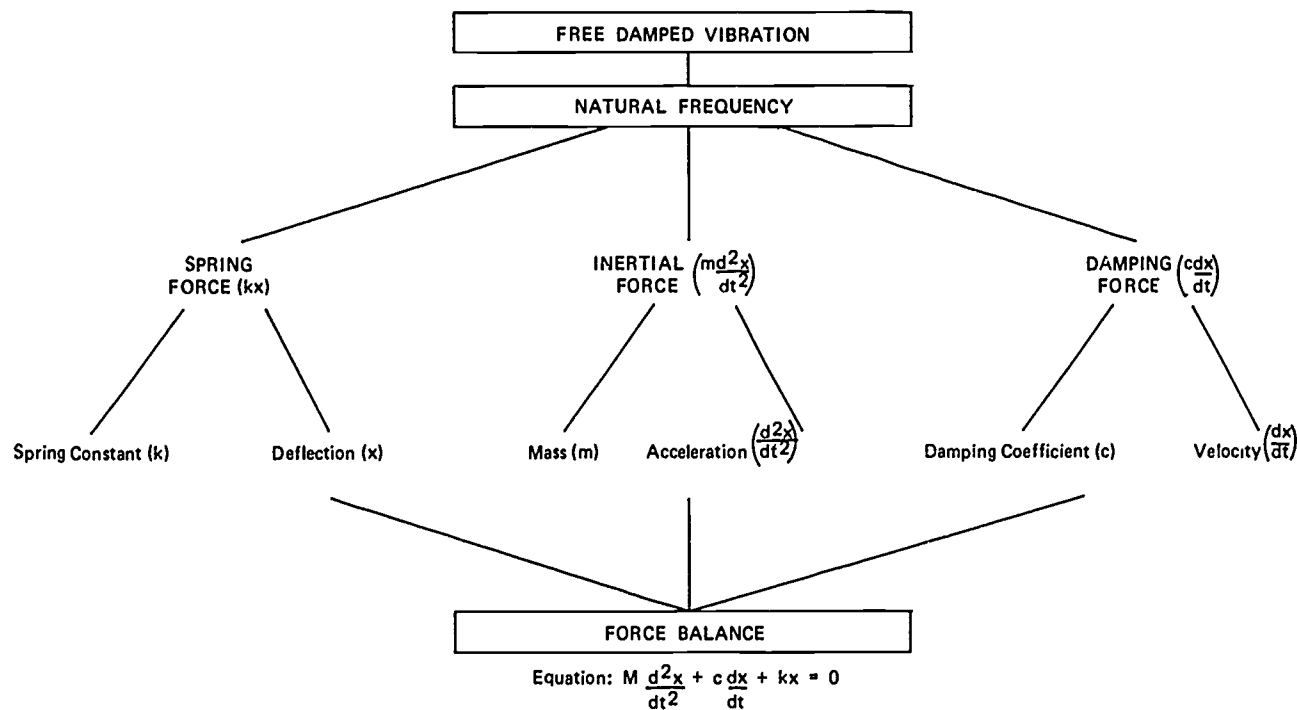 FREE DAMPED VIBRATION
NATURAL FREQUENCY
SPRING
FORCE (kx)
INERTIAL FORCE (md²x/dt²)
DAMPING FORCE (cdx/dt)
Spring Constant (k)
Deflection (x)
Mass (m)
Acceleration (d²x/dt²)
Damping Coefficient (c)
Velocity (dx/dt)
FORCE BALANCE
Equation: M d²x/dt² + c dx/dt + kx = 0